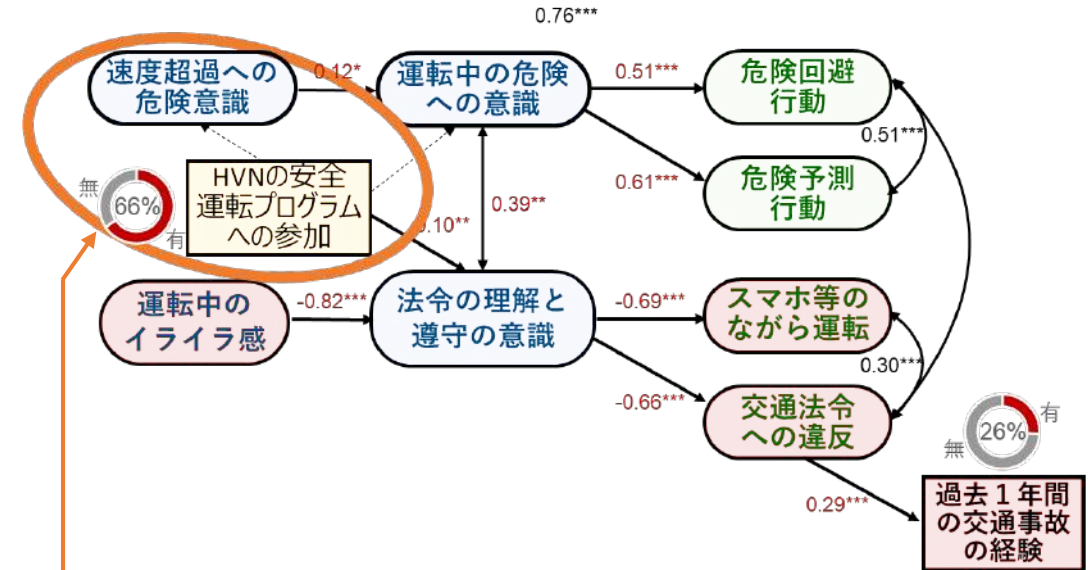 0.76***
速度超過への
危険意識
0.12*
運転中の危険
への意識
0.51***
危険回避
行動
0.51***
0.61***
危険予測
行動
無
66%
有
HVNの安全
運転プログラム
への参加
0.10**
0.39**
運転中の
イライラ感
-0.82***
法令の理解と
遵守の意識
-0.69***
スマホ等の
ながら運転
0.30***
-0.66***
交通法令
への違反
無
26%
有
0.29***
過去1年間
の交通事故
の経験